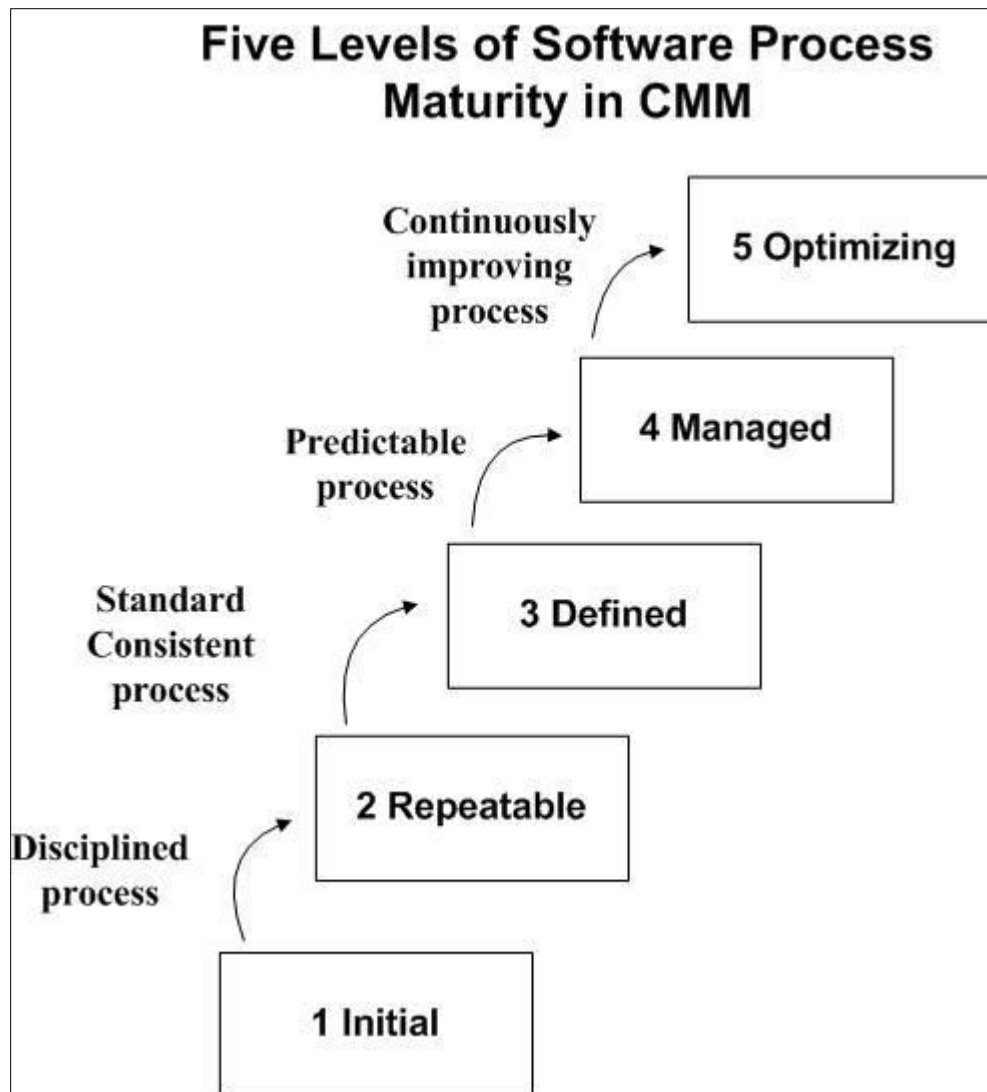 Five Levels of Software Process
Maturity in CMM
Continuously
improving
process
5 Optimizing
Predictable
process
4 Managed
Standard
Consistent
process
3 Defined
Disciplined
process
2 Repeatable
1 Initial